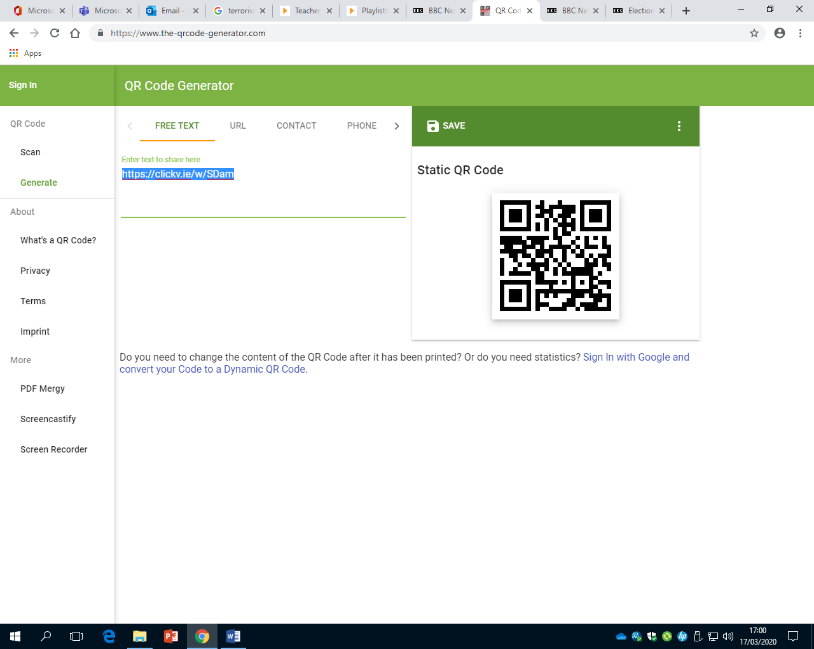 Microso
Microso
Email -
terroris
Teacher
Playlists
BBC Ne
QR Cod
BBC Ne
Election
https://www.the-qrcode-generator.com
Apps
Sign In
QR Code Generator
QR Code
Scan
Generate
About
What's a QR Code?
Privacy
Terms
Imprint
More
PDF Mergy
Screencastify
Screen Recorder
FREE TEXT
URL
CONTACT
PHONE
Enter text to share here
https://clickv.ie/w/SDam
SAVE
Static QR Code
Do you need to change the content of the QR Code after it has been printed? Or do you need statistics? Sign In with Google and
convert your Code to a Dynamic QR Code.
17:00
17/03/2020